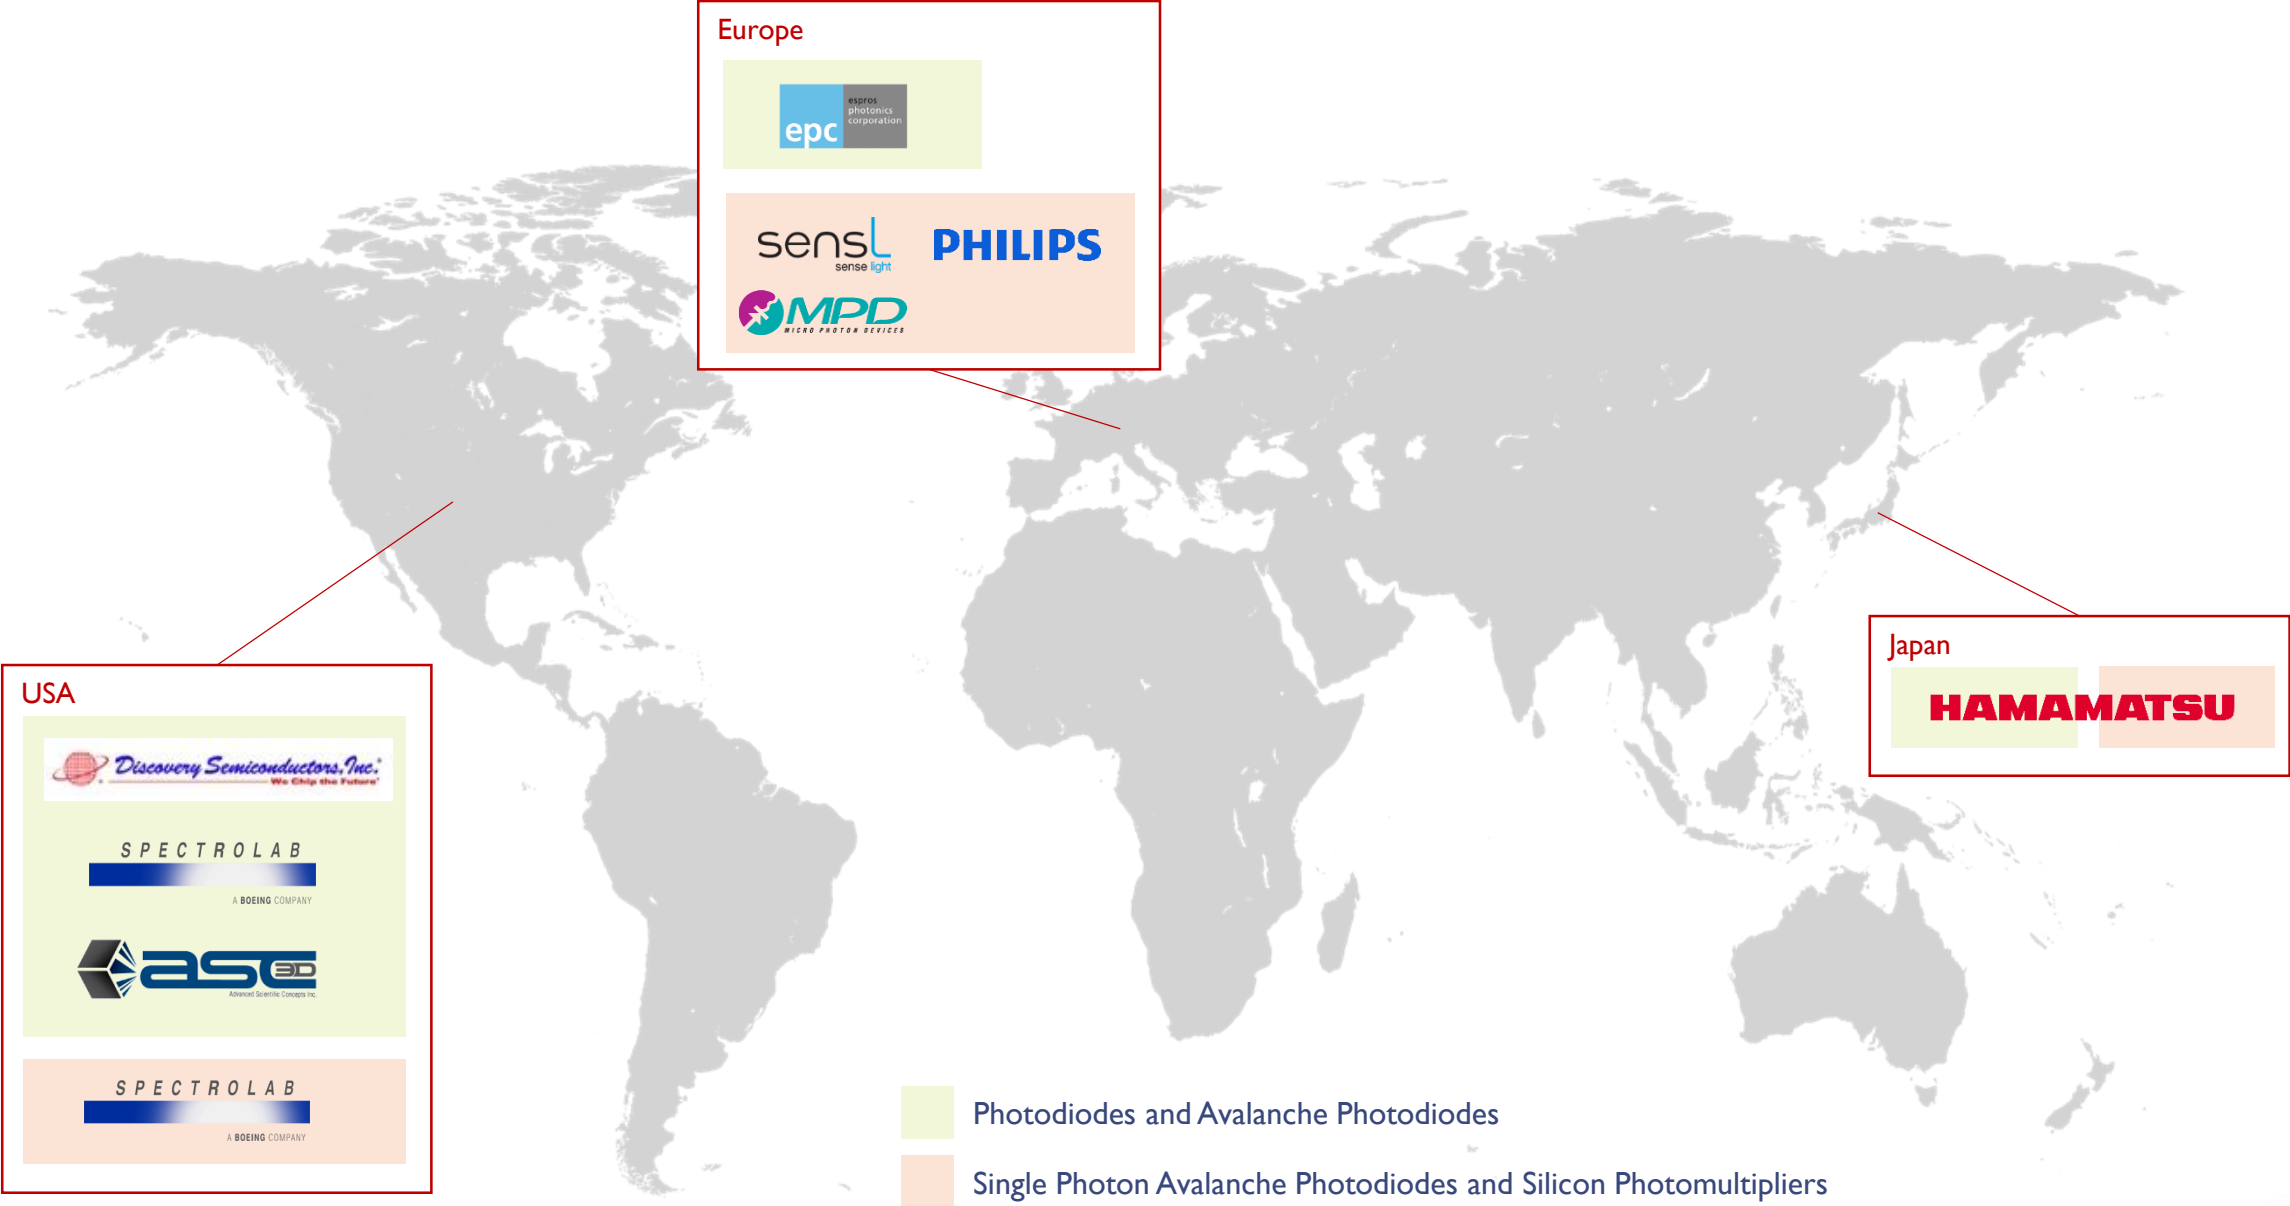 Europe
epc
espros
photonics
corporation
sensL
sense light
PHILIPS
MPD
MICRO PHOTON DEVICES
USA
Discovery Semiconductors, Inc.
We Chip the Future
SPECTROLAB
A BOEING COMPANY
asc 3D
Advanced Scientific Concepts Inc.
SPECTROLAB
A BOEING COMPANY
Japan
HAMAMATSU
Photodiodes and Avalanche Photodiodes
Single Photon Avalanche Photodiodes and Silicon Photomultipliers